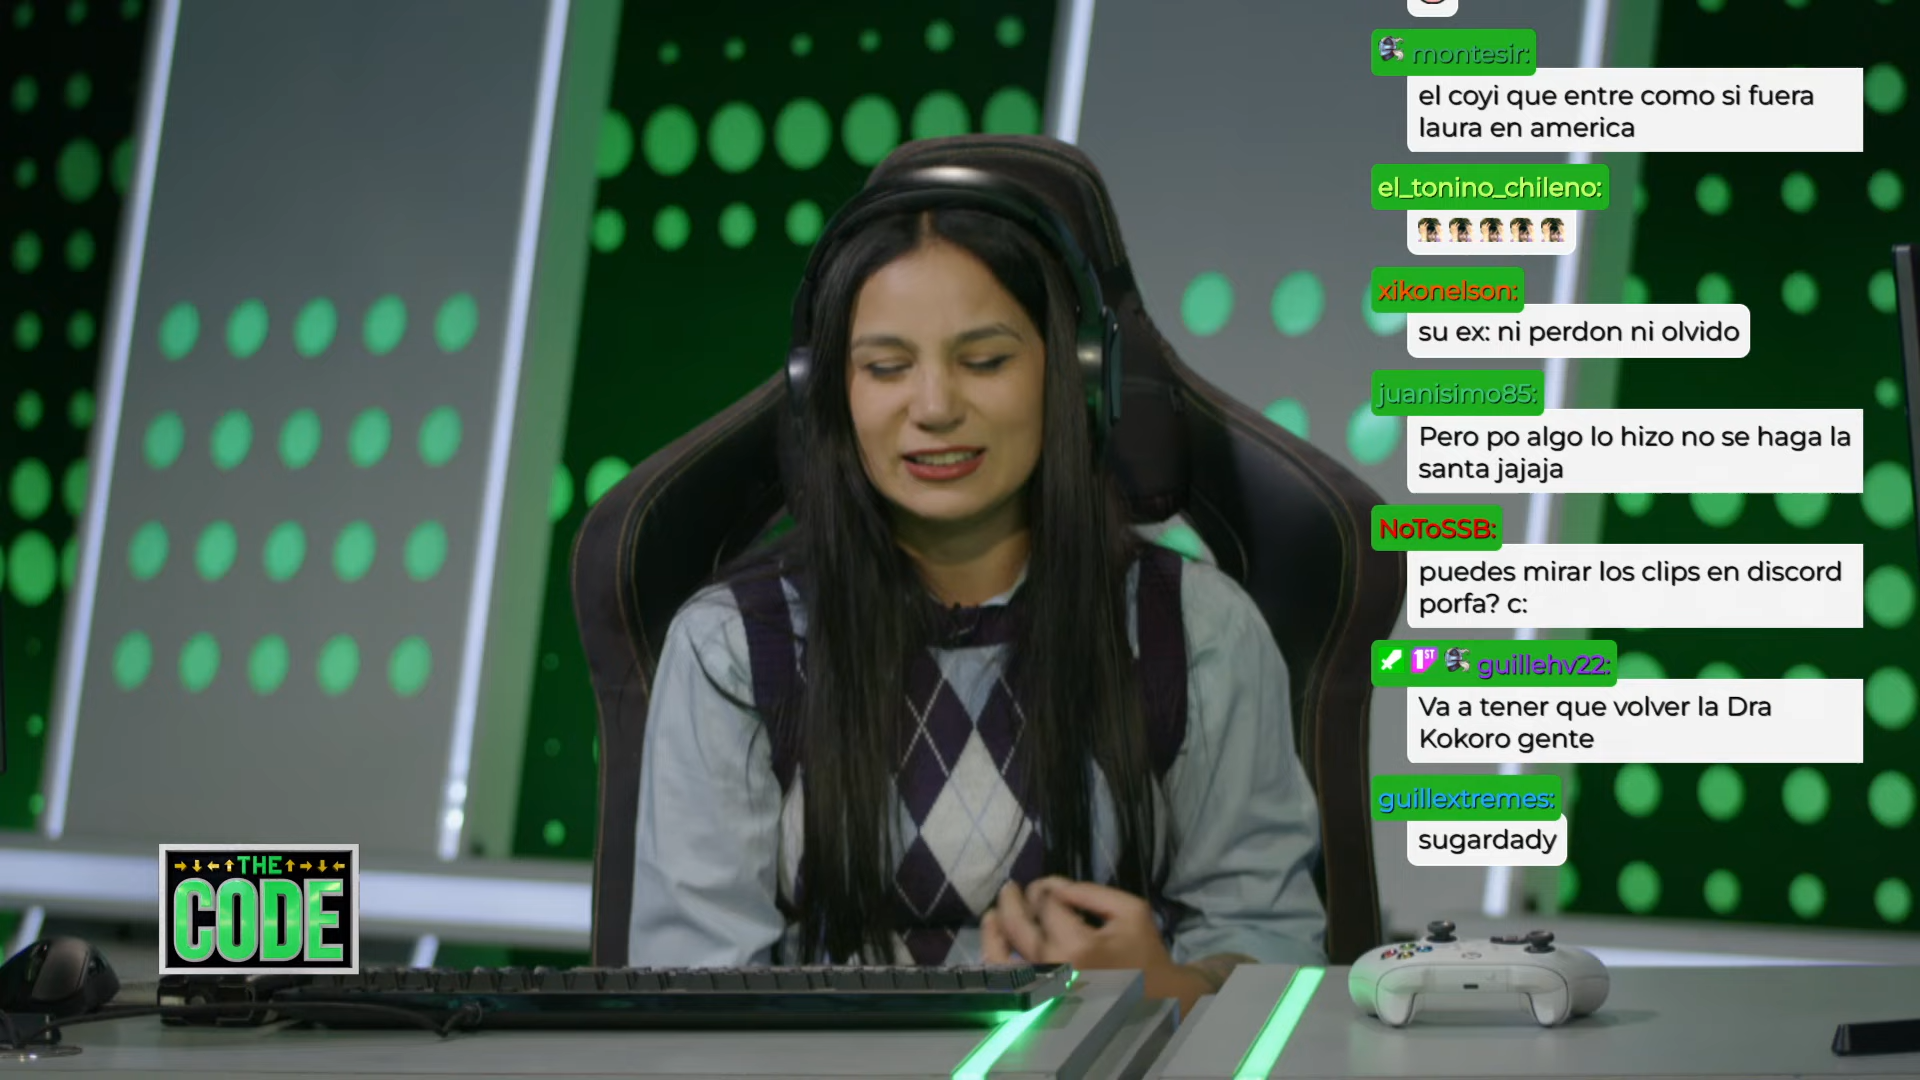 montesir:
el coyi que entre como si fuera
laura en america
el_tonino_chileno:
xikonelson:
su ex: ni perdon ni olvido
juanisimo85:
Pero po algo lo hizo no se haga la
santa jajaja
NoToSSB:
puedes mirar los clips en discord
porfa? c:
1ST guillehv22:
Va a tener que volver la Dra
Kokoro gente
guillextremes:
sugardady
THE
CODE